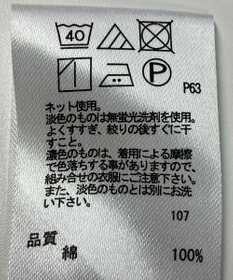 40
P
P63
ネット使用。
淡色のものは無蛍光洗剤を使用。
よくすすぎ、絞りの後すぐに干
すこと。
濃色のものは、着用による摩擦
で色落ちする事がありますので、
組み合せの衣服にご注意下さい。
また、淡色のものとは別にお洗
い下さい。
107
品質
綿 100%